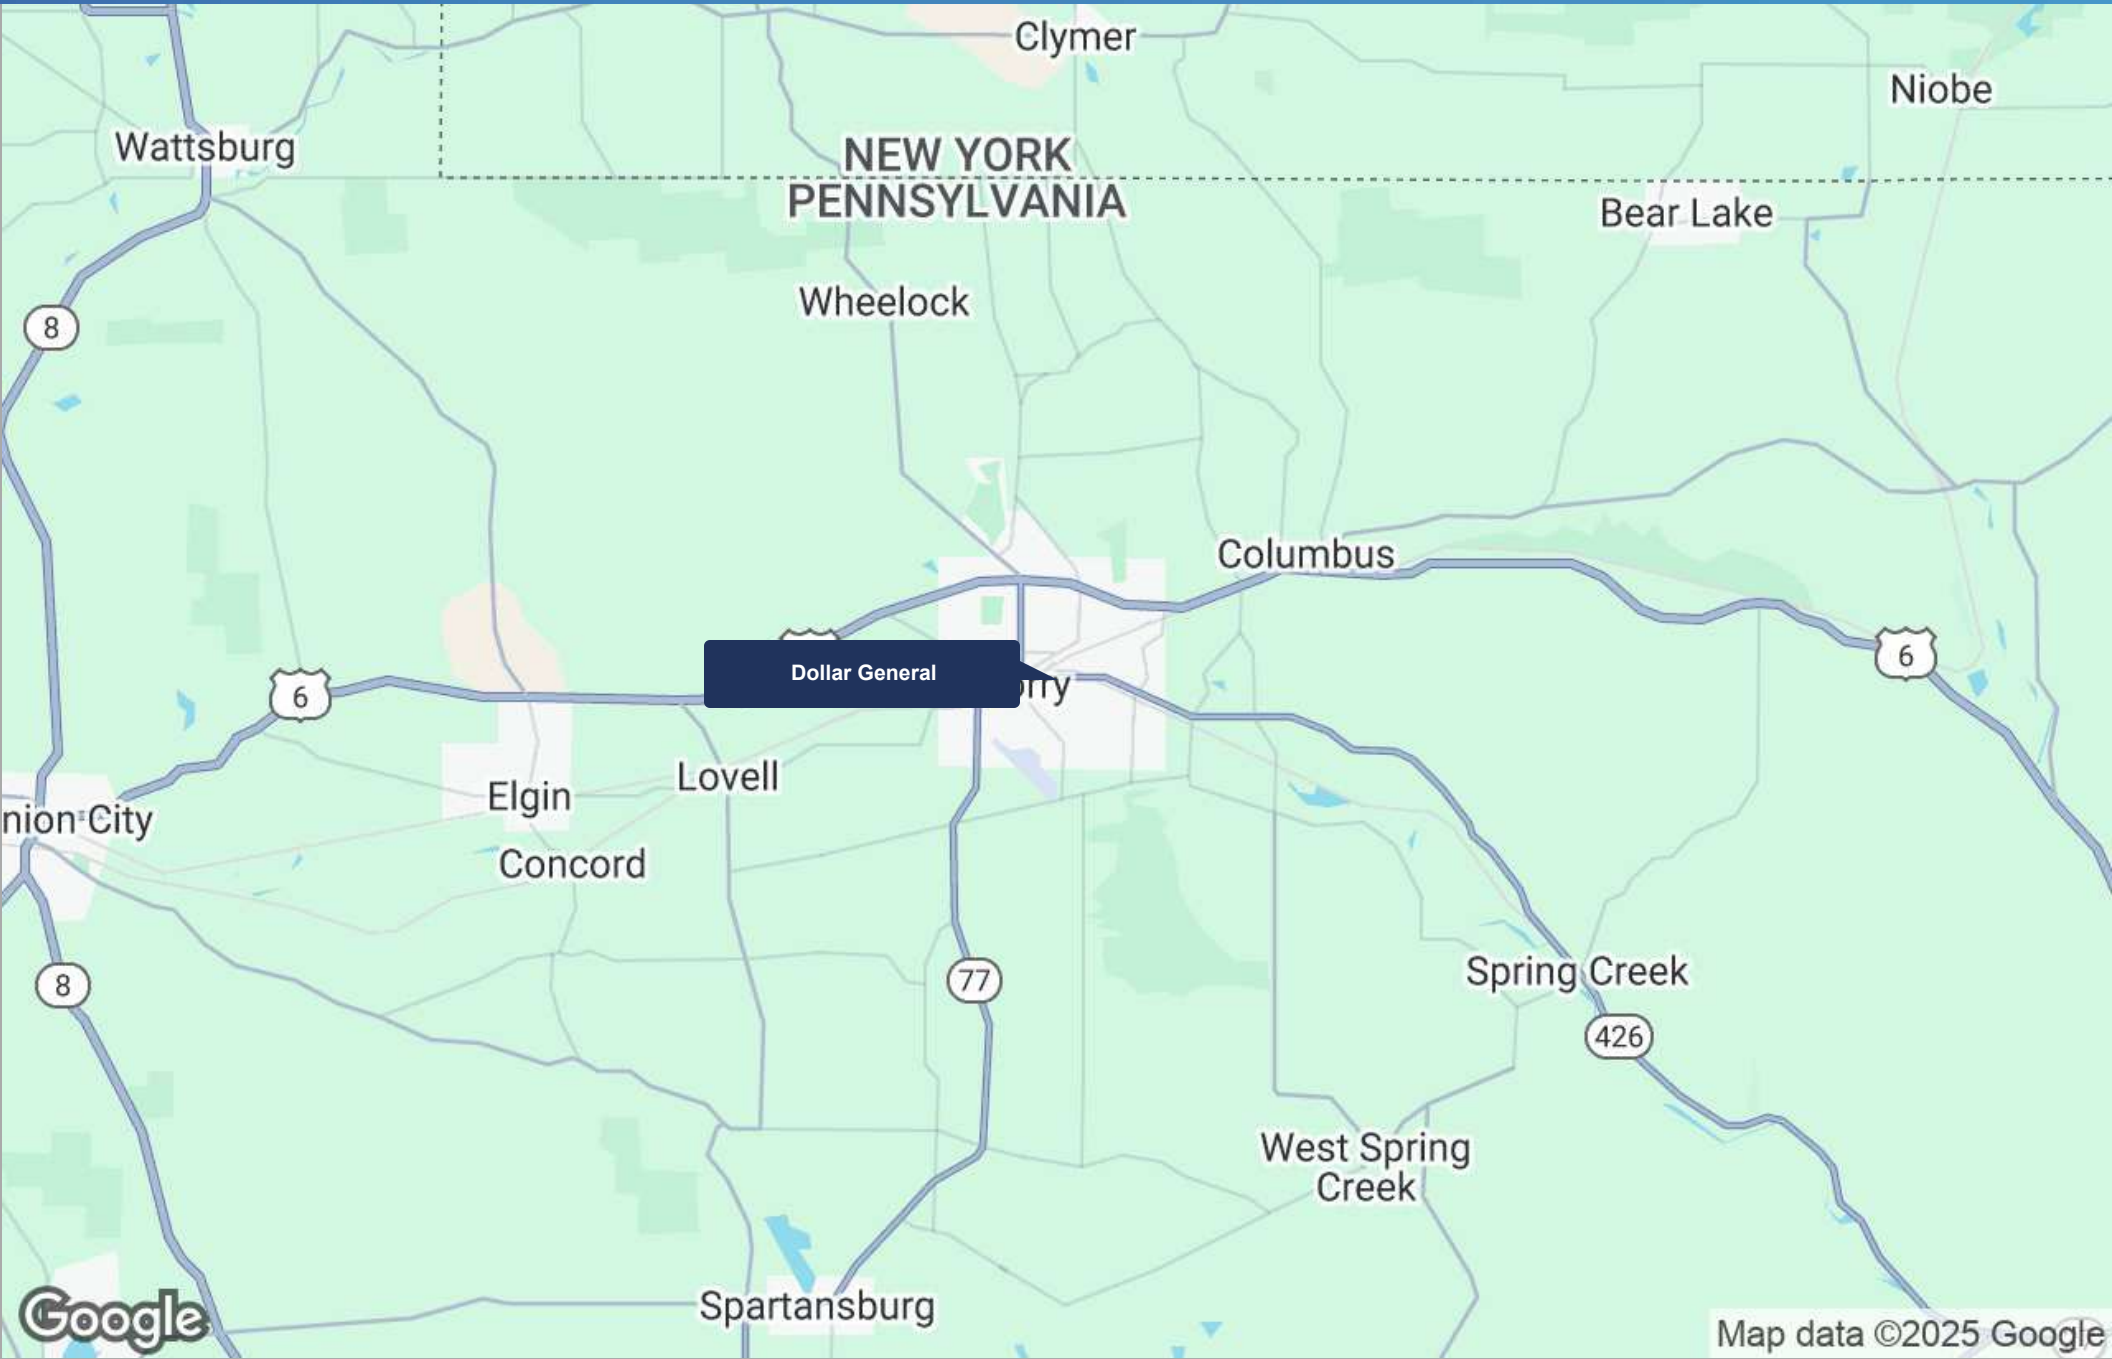 Clymer
Niobe
Wattsburg
NEW YORK
PENNSYLVANIA
Bear Lake
Wheelock
8
Columbus
6
6
Dollar General
rry
Lovell
Elgin
nion City
Concord
8
77
Spring Creek
426
West Spring
Creek
Spartansburg
Google
Map data ©2025 Google